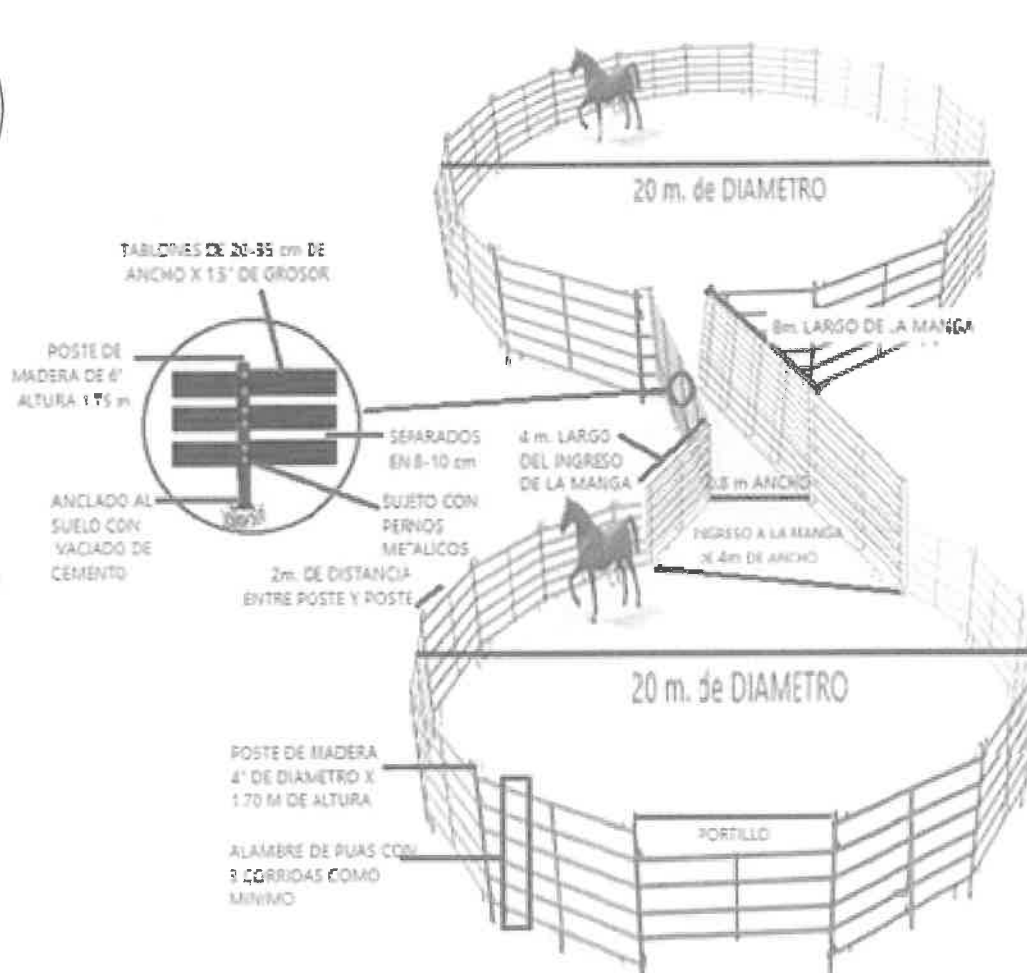 20 m. de DIAMETRO
TABLONES DE 20-35 cm DE
ANCHO X 1.5" DE GROSOR
8m. LARGO DE LA MANGA
POSTE DE
MADERA DE 6"
ALTURA 1.75 m
SEPARADOS
EN 8-10 cm
4 m. LARGO
DEL INGRESO
DE LA MANGA
0.8 m ANCHO
ANCLADO AL
SUELO CON
VACIADO DE
CEMENTO
SUJETO CON
PERNOS
METALICOS
INGRESO A LA MANGA
DE 4m DE ANCHO
2m. DE DISTANCIA
ENTRE POSTE Y POSTE
20 m. de DIAMETRO
POSTE DE MADERA
4" DE DIAMETRO X
1.70 M DE ALTURA
PORTILLO
ALAMBRE DE PUAS CON
CORRIDAS COMO
MINIMO